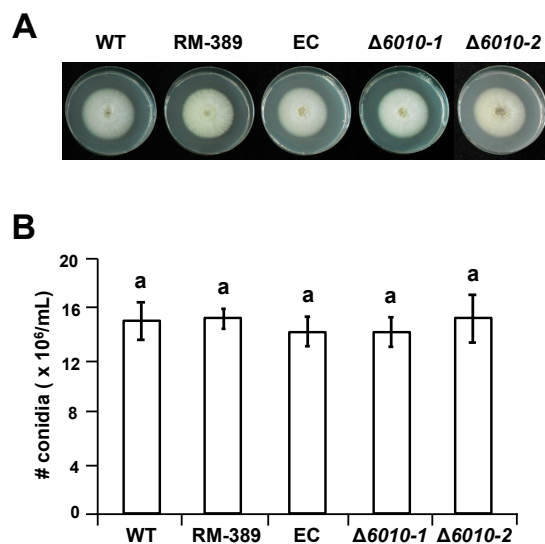 A
WT RM-389 EC Δ6010-1 Δ6010-2
B
# conidia ( x 10⁶/mL)
20
16
12
8
4
0
a a a a a
WT RM-389 EC Δ6010-1 Δ6010-2